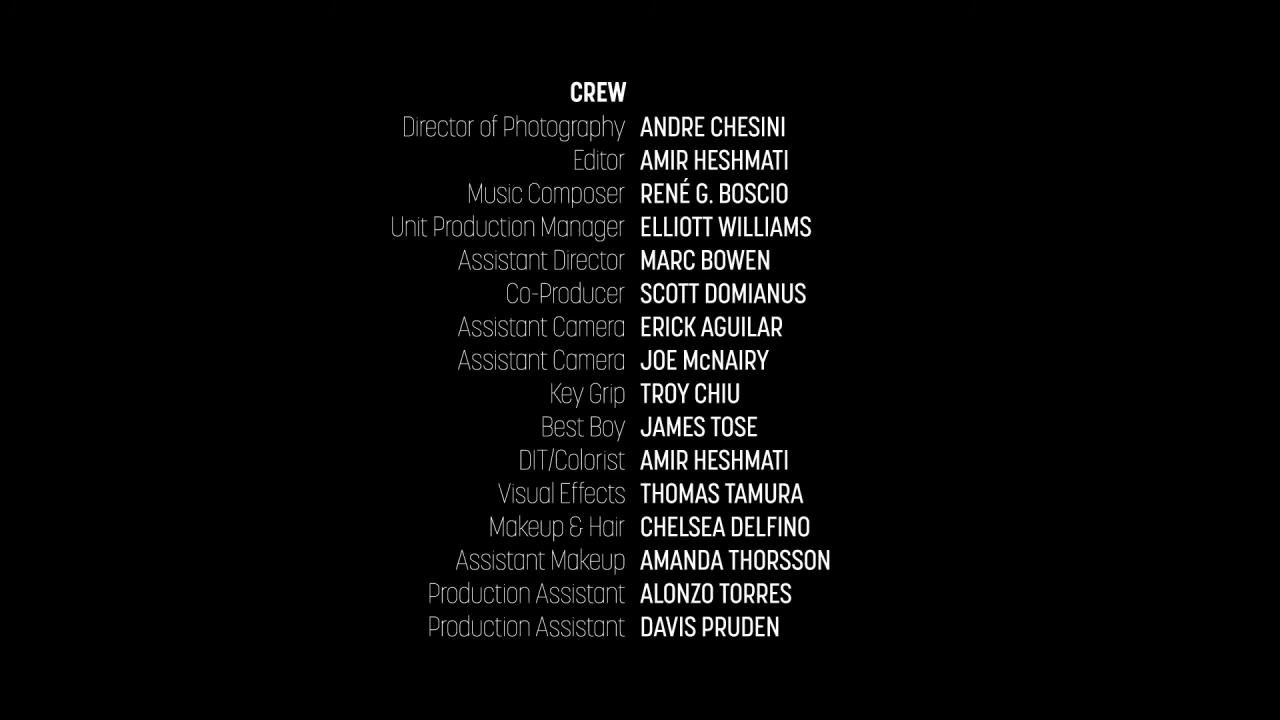 CREW
Director of Photography ANDRE CHESINI
Editor AMIR HESHMATI
Music Composer RENÉ G. BOSCIO
Unit Production Manager ELLIOTT WILLIAMS
Assistant Director MARC BOWEN
Co-Producer SCOTT DOMIANUS
Assistant Camera ERICK AGUILAR
Assistant Camera JOE McNAIRY
Key Grip TROY CHIU
Best Boy JAMES TOSE
DIT/Colorist AMIR HESHMATI
Visual Effects THOMAS TAMURA
Makeup & Hair CHELSEA DELFINO
Assistant Makeup AMANDA THORSSON
Production Assistant ALONZO TORRES
Production Assistant DAVIS PRUDEN